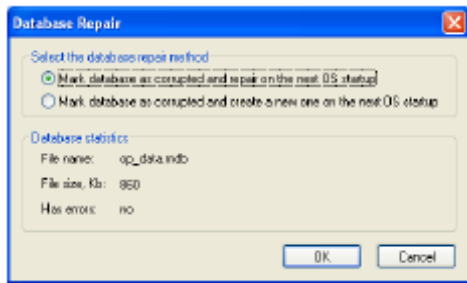 Database Repair
Select the database repair method
Mark database as corrupted and repair on the next OS startup
Mark database as corrupted and create a new one on the next OS startup
Database statistics
File name: op_data.mdb
File size, Kb: 860
Has errors: no
OK Cancel